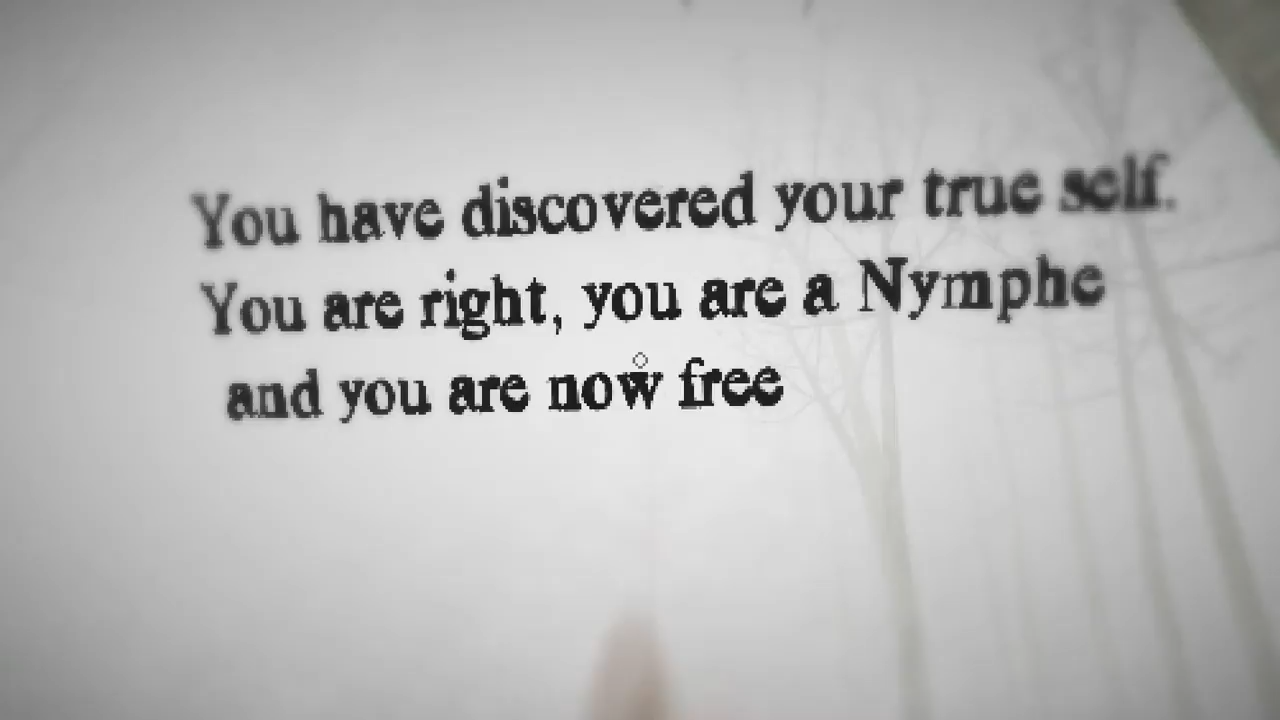 You have discovered your true self.
You are right, you are a Nymphe
and you are now free